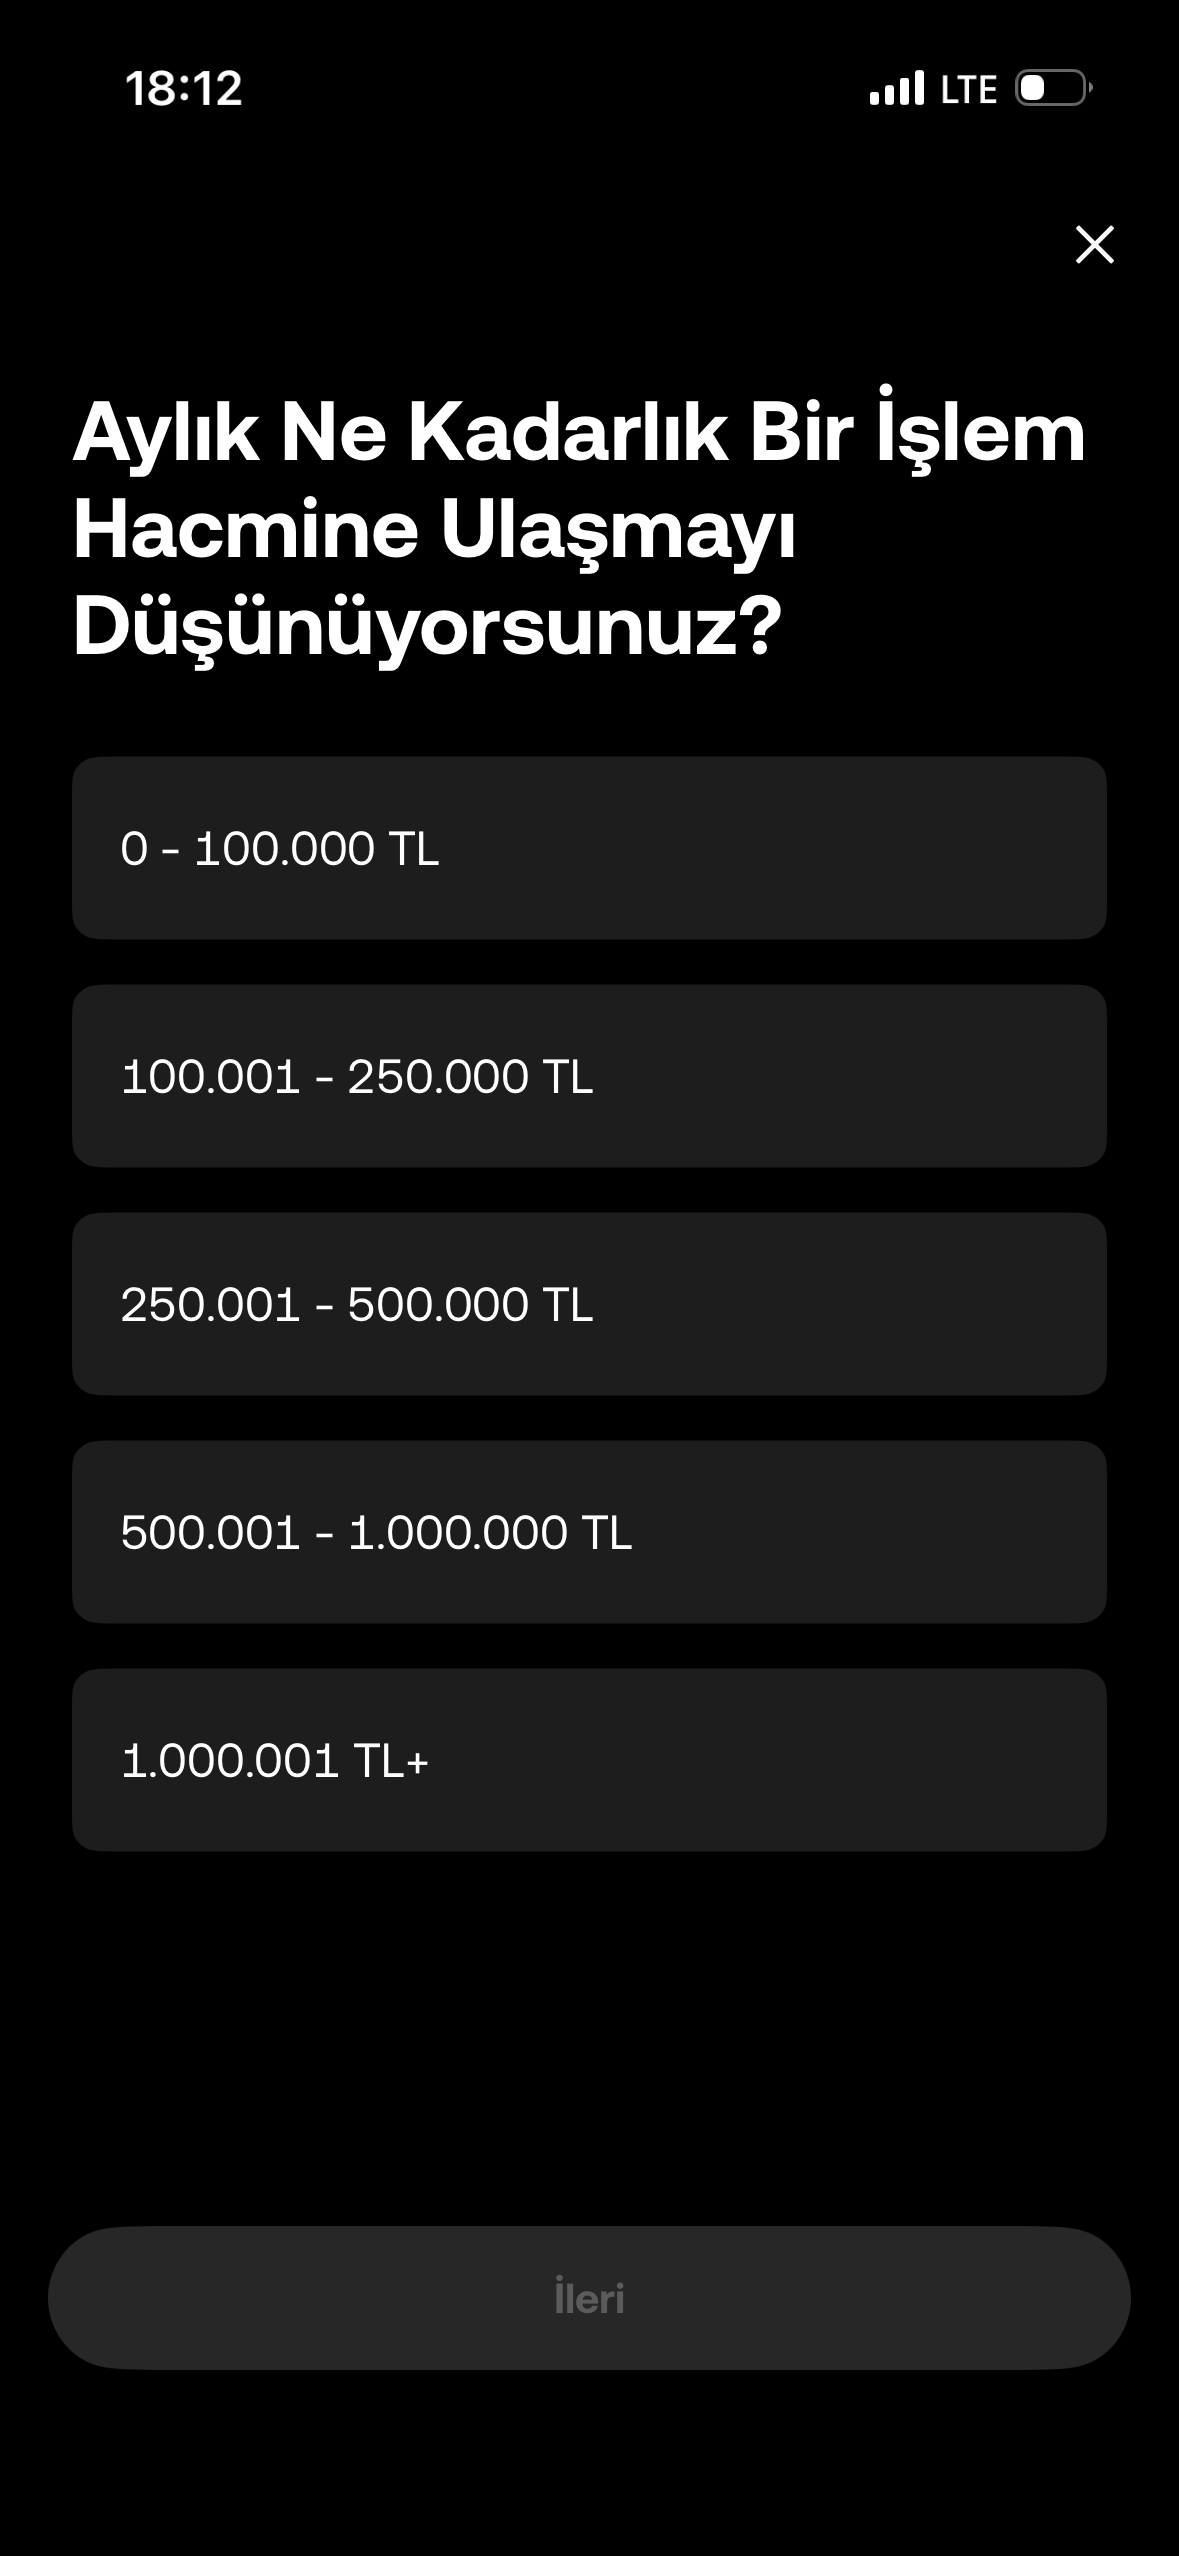 18:12
LTE
Aylık Ne Kadarlık Bir İşlem
Hacmine Ulaşmayı
Düşünüyorsunuz?
0 - 100.000 TL
100.001 - 250.000 TL
250.001 - 500.000 TL
500.001 - 1.000.000 TL
1.000.001 TL+
İleri